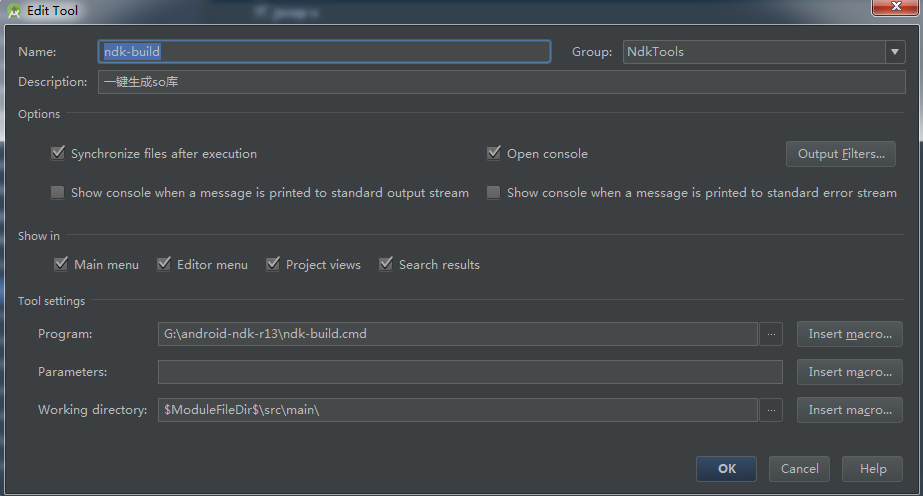 Edit Tool
Name: ndk-build Group: NdkTools
Description: 一键生成so库
Options
Synchronize files after execution Open console Output Filters...
Show console when a message is printed to standard output stream Show console when a message is printed to standard error stream
Show in
Main menu Editor menu Project views Search results
Tool settings
Program: G:\android-ndk-r13\ndk-build.cmd ... Insert macro...
Parameters: Insert macro...
Working directory: $ModuleFileDir$\src\main\ ... Insert macro...
OK Cancel Help